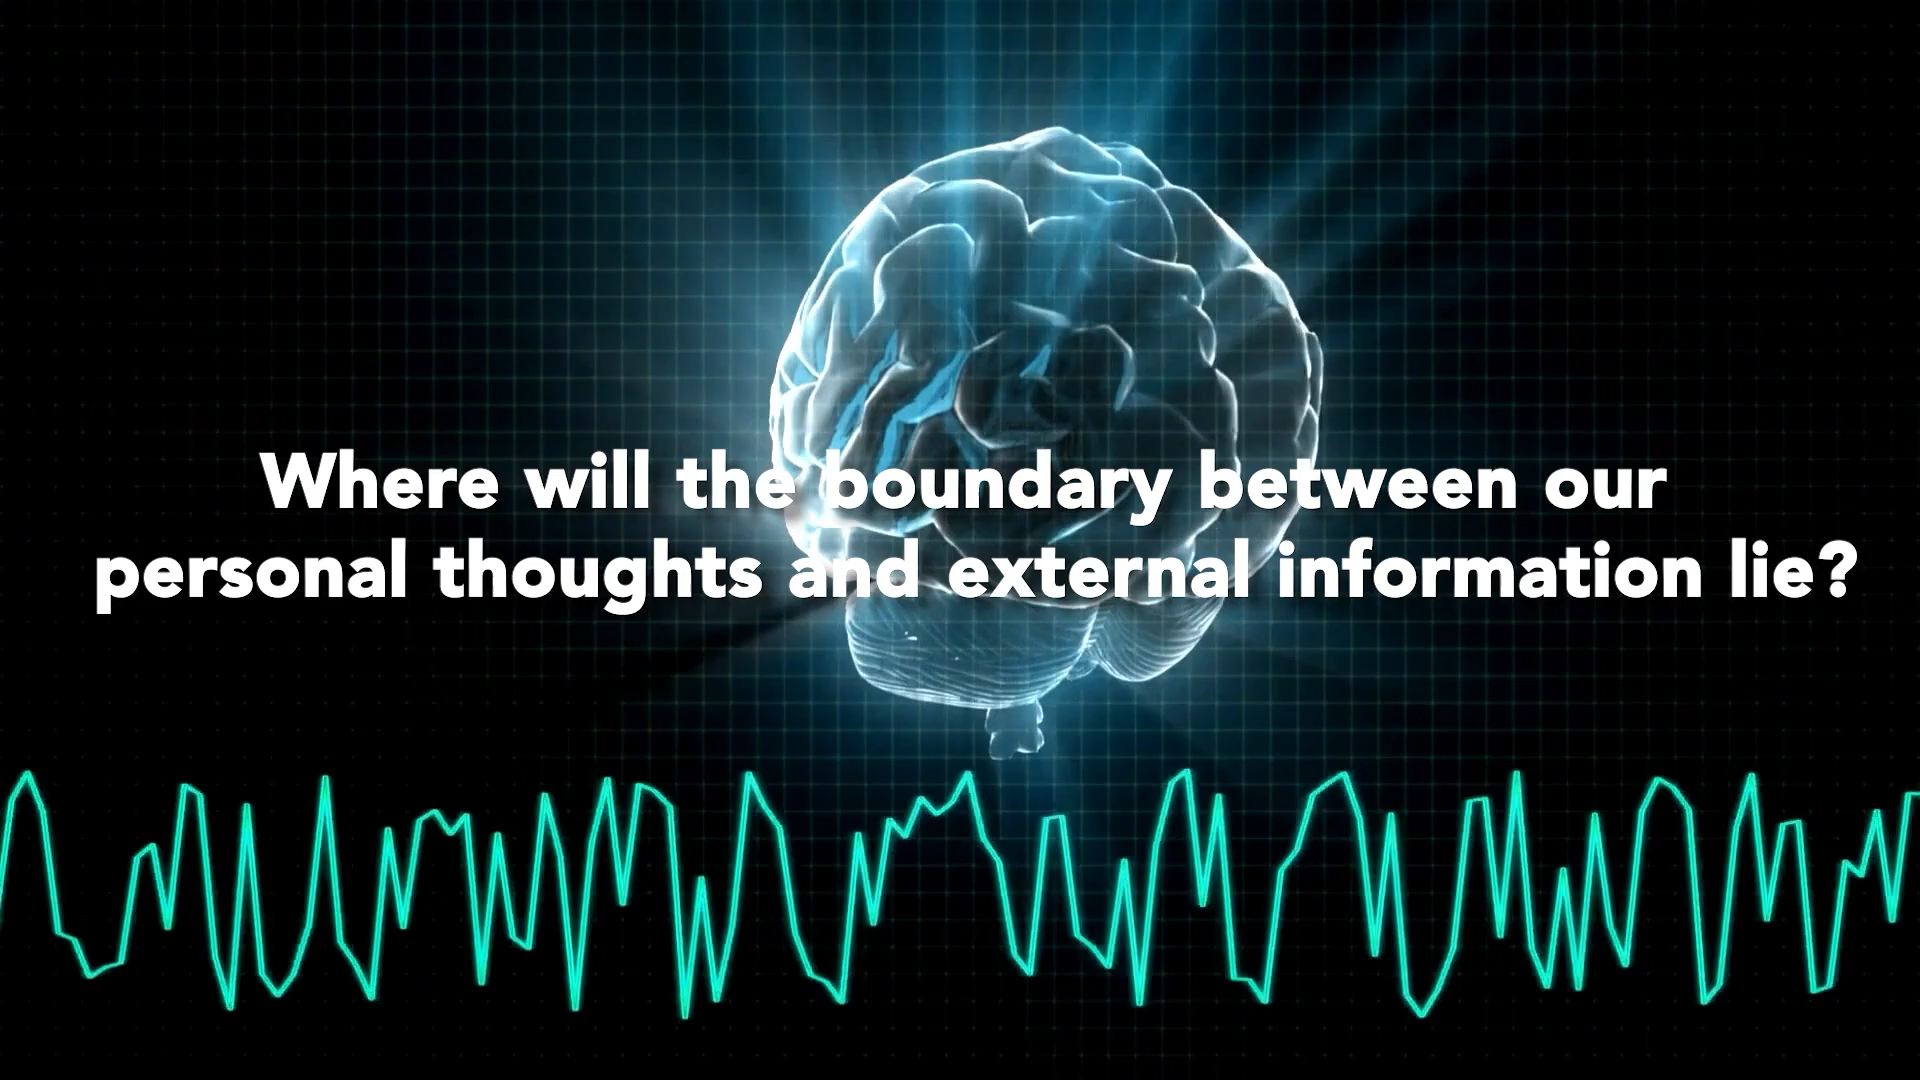 Where will the boundary between our
personal thoughts and external information lie?